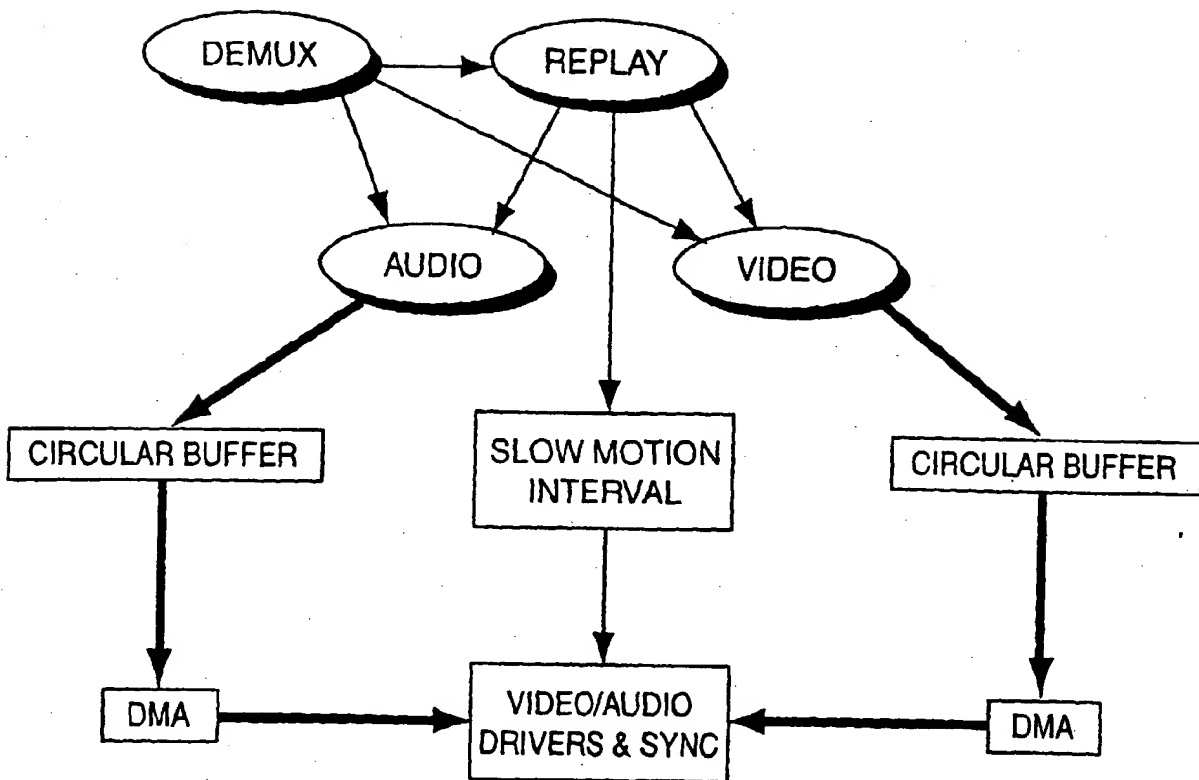 DEMUX
REPLAY
AUDIO
VIDEO
CIRCULAR BUFFER
SLOW MOTION
INTERVAL
CIRCULAR BUFFER
DMA
VIDEO/AUDIO
DRIVERS & SYNC
DMA